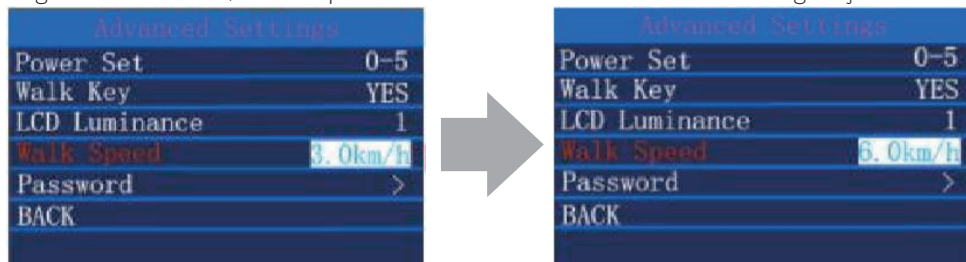 Advanced Settings
Power Set 0-5
Walk Key YES
LCD Luminance 1
Walk Speed 3.0km/h
Password >
BACK
Advanced Settings
Power Set 0-5
Walk Key YES
LCD Luminance 1
Walk Speed 6.0km/h
Password >
BACK